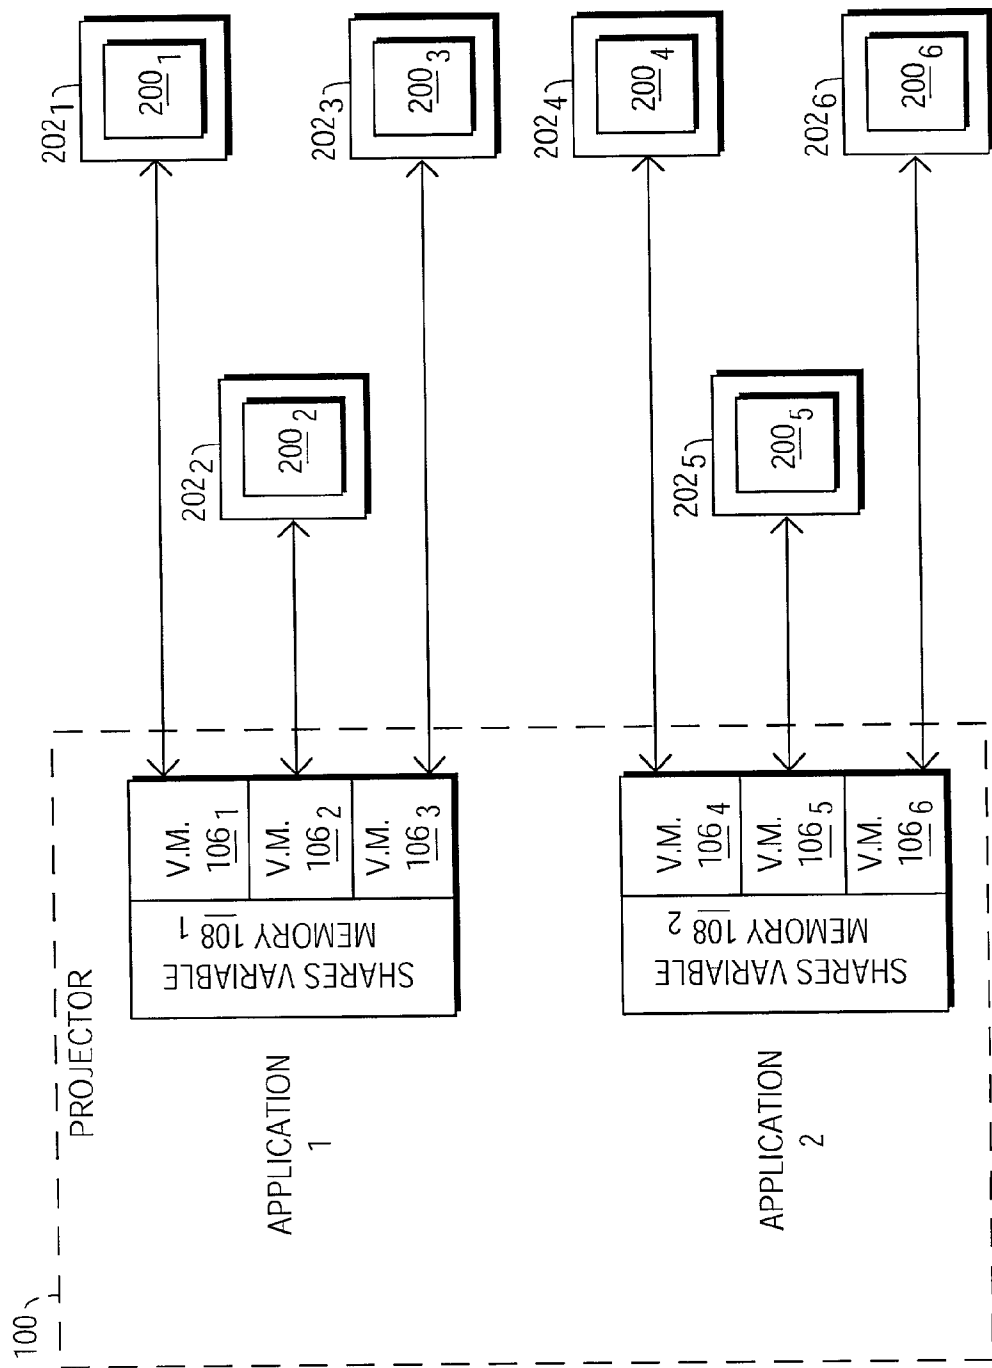 100
PROJECTOR
APPLICATION
1
SHARES VARIABLE
MEMORY 108 1
V.M.
106 1
V.M.
106 2
V.M.
106 3
202 1
200 1
202 2
200 2
202 3
200 3
APPLICATION
2
SHARES VARIABLE
MEMORY 108 2
V.M.
106 4
V.M.
106 5
V.M.
106 6
202 4
200 4
202 5
200 5
202 6
200 6